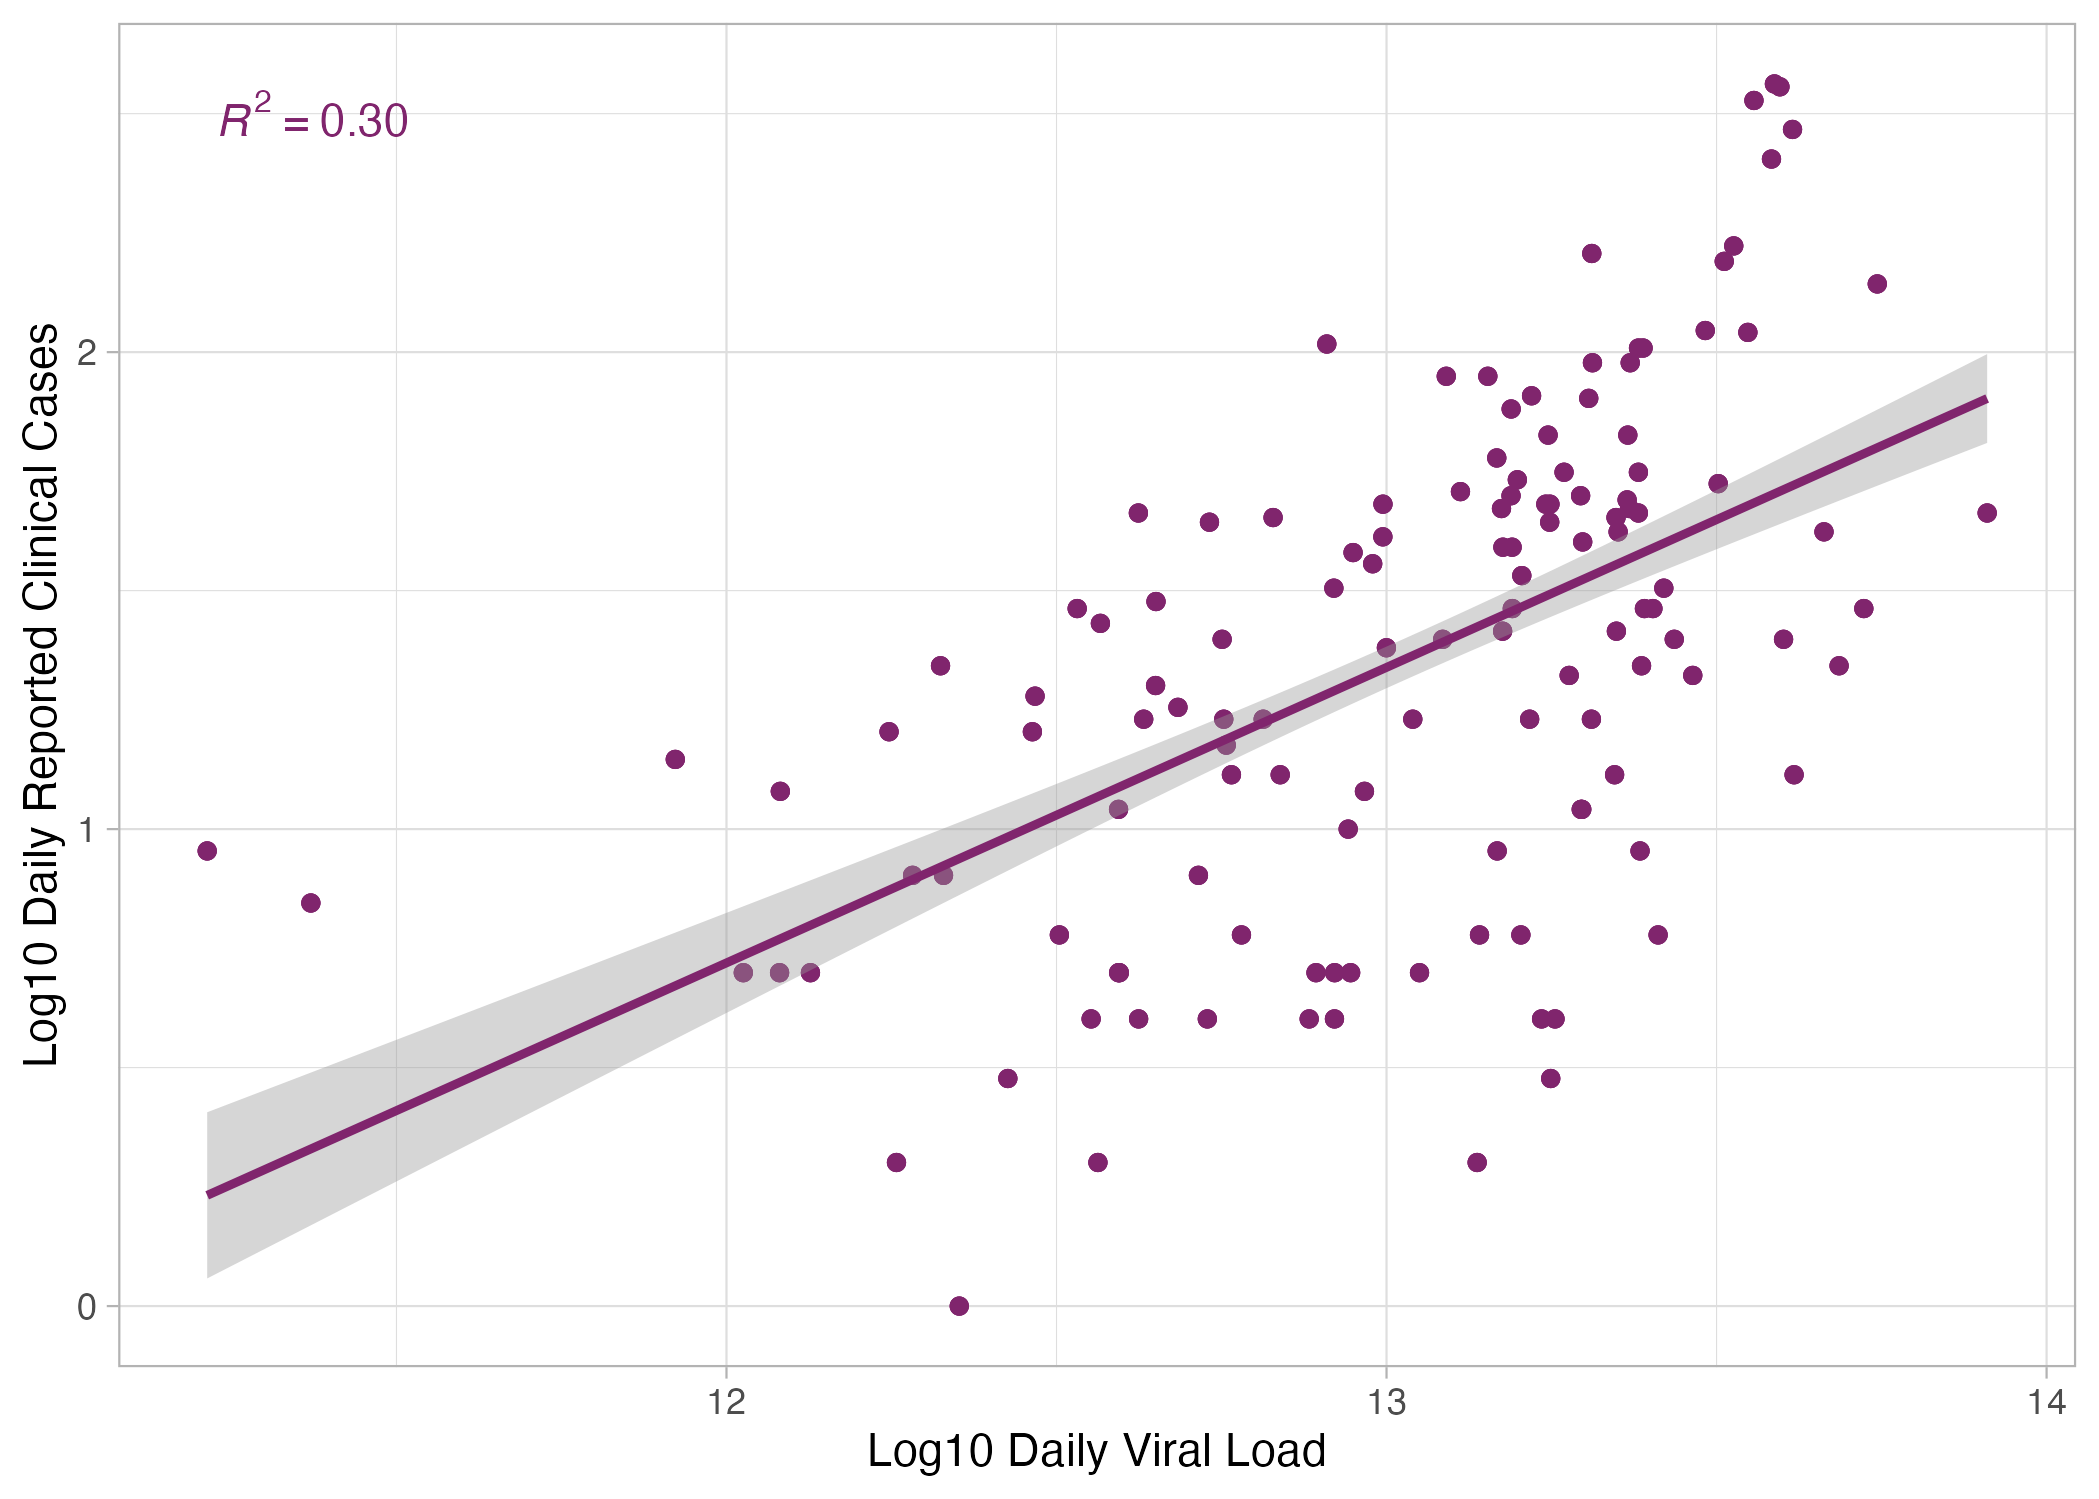 R² = 0.30
Log10 Daily Reported Clinical Cases
2
1
0
12 13 14
Log10 Daily Viral Load